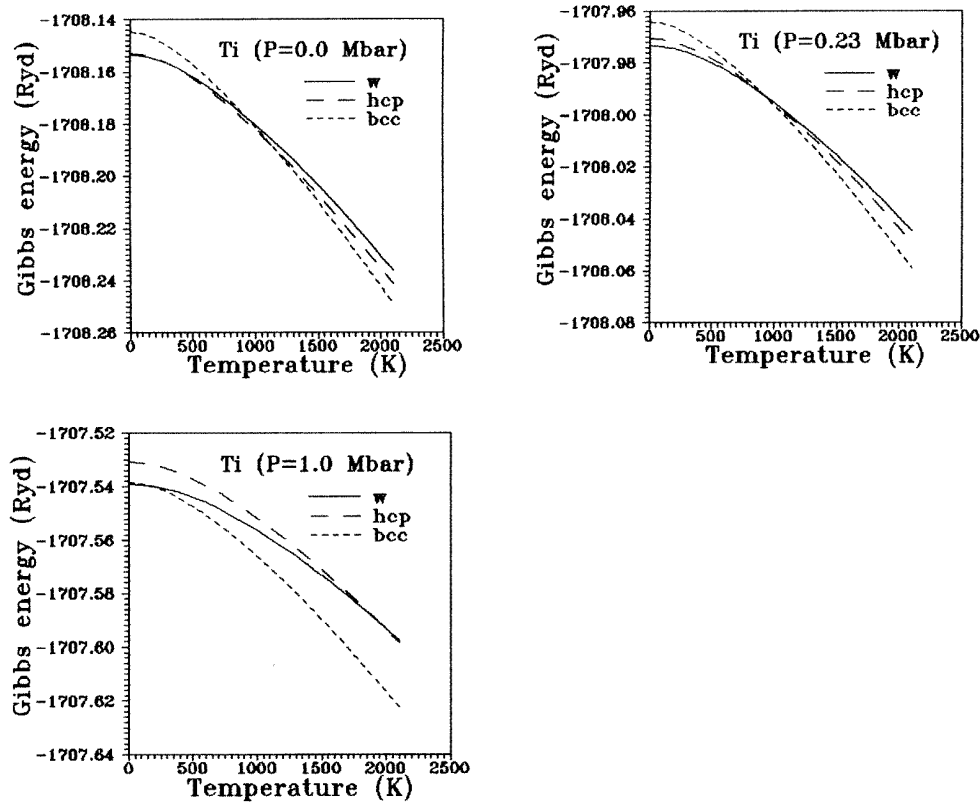 Ti (P=0.0 Mbar)
w
hcp
bcc
Gibbs energy (Ryd)
-1708.14
-1708.16
-1708.18
-1708.20
-1708.22
-1708.24
-1708.26
0
500
1000
1500
2000
2500
Temperature (K)
Ti (P=0.23 Mbar)
w
hcp
bcc
Gibbs energy (Ryd)
-1707.96
-1707.98
-1708.00
-1708.02
-1708.04
-1708.06
-1708.08
0
500
1000
1500
2000
2500
Temperature (K)
Ti (P=1.0 Mbar)
w
hcp
bcc
Gibbs energy (Ryd)
-1707.52
-1707.54
-1707.56
-1707.58
-1707.60
-1707.62
-1707.64
0
500
1000
1500
2000
2500
Temperature (K)